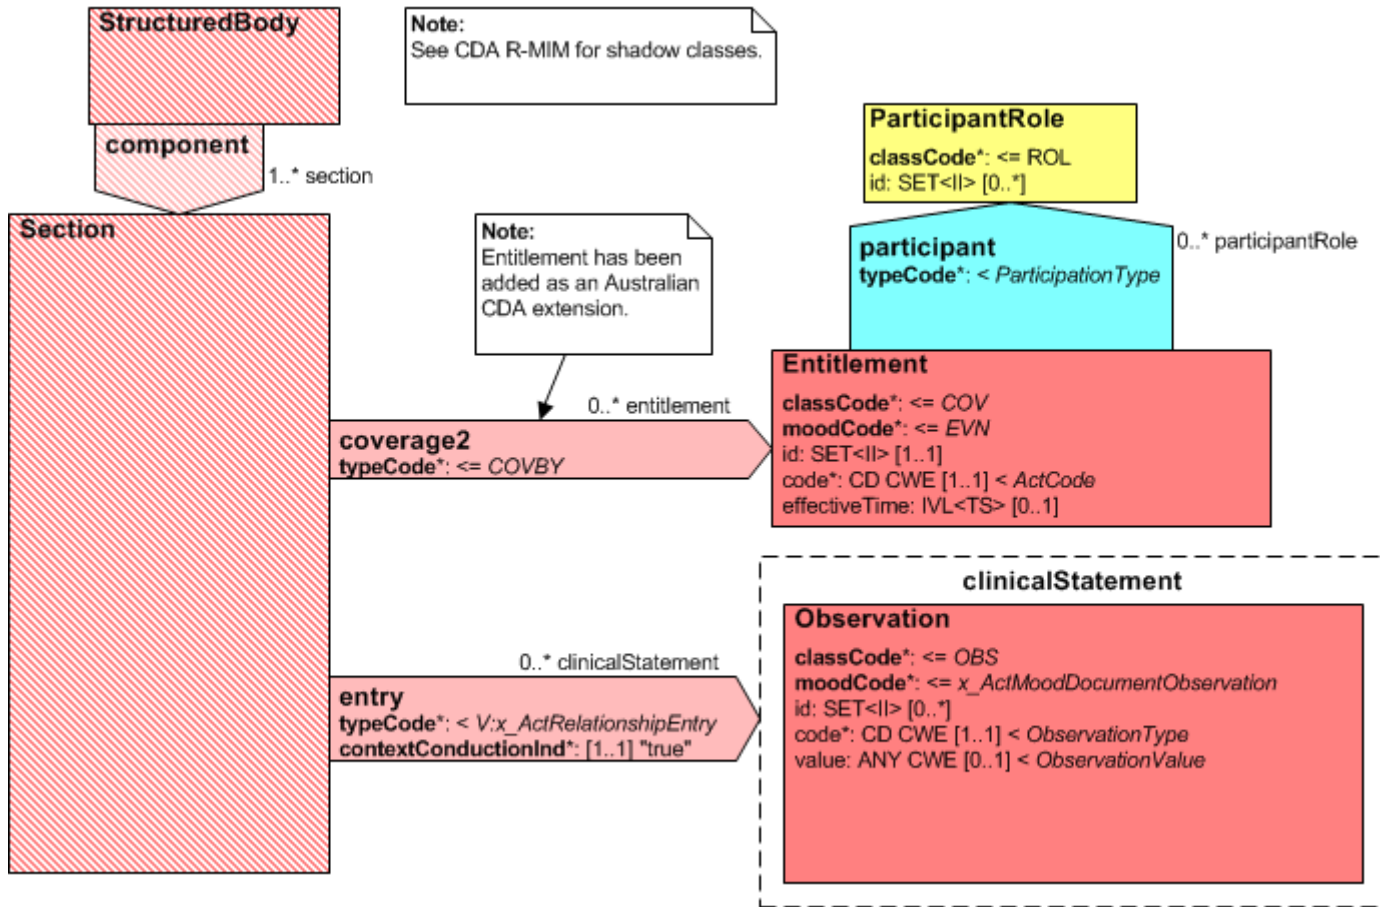 StructuredBody
Note:
See CDA R-MIM for shadow classes.
component
1..* section
ParticipantRole
classCode*: <= ROL
id: SET<II> [0..*]
Section
Note:
Entitlement has been
added as an Australian
CDA extension.
participant
typeCode*: < ParticipationType
0..* participantRole
0..* entitlement
coverage2
typeCode*: <= COVBY
Entitlement
classCode*: <= COV
moodCode*: <= EVN
id: SET<II> [1..1]
code*: CD CWE [1..1] < ActCode
effectiveTime: IVL<TS> [0..1]
0..* clinicalStatement
entry
typeCode*: < V:x_ActRelationshipEntry
contextConductionInd*: [1..1] "true"
clinicalStatement
Observation
classCode*: <= OBS
moodCode*: <= x_ActMoodDocumentObservation
id: SET<II> [0..*]
code*: CD CWE [1..1] < ObservationType
value: ANY CWE [0..1] < ObservationValue